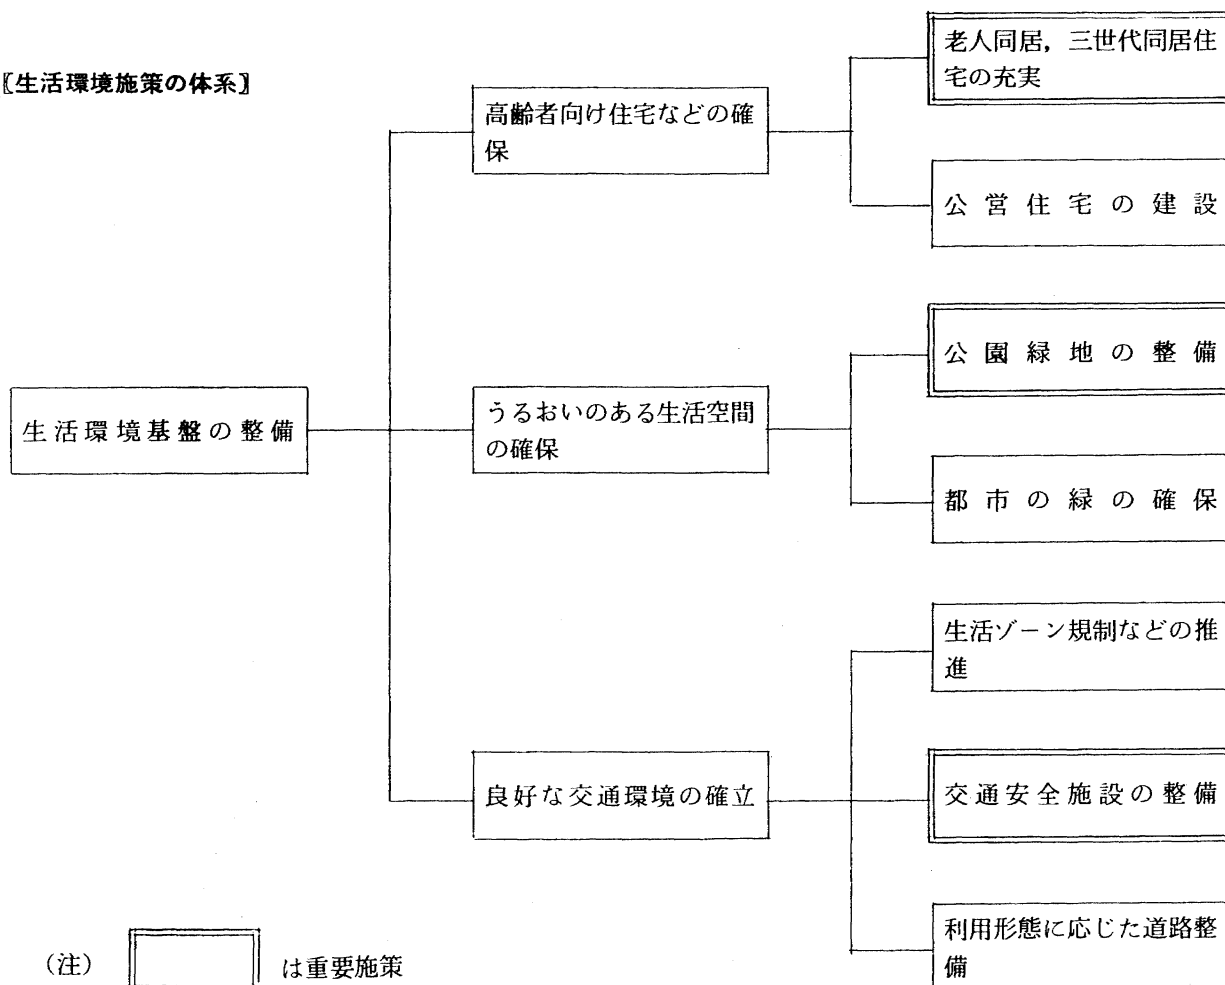 〖生活環境施策の体系〗
生活環境基盤の整備
高齢者向け住宅などの確
保
老人同居，三世代同居住
宅の充実
公営住宅の建設
うるおいのある生活空間
の確保
公園緑地の整備
都市の緑の確保
良好な交通環境の確立
生活ゾーン規制などの推
進
交通安全施設の整備
利用形態に応じた道路整
備
（注） は重要施策